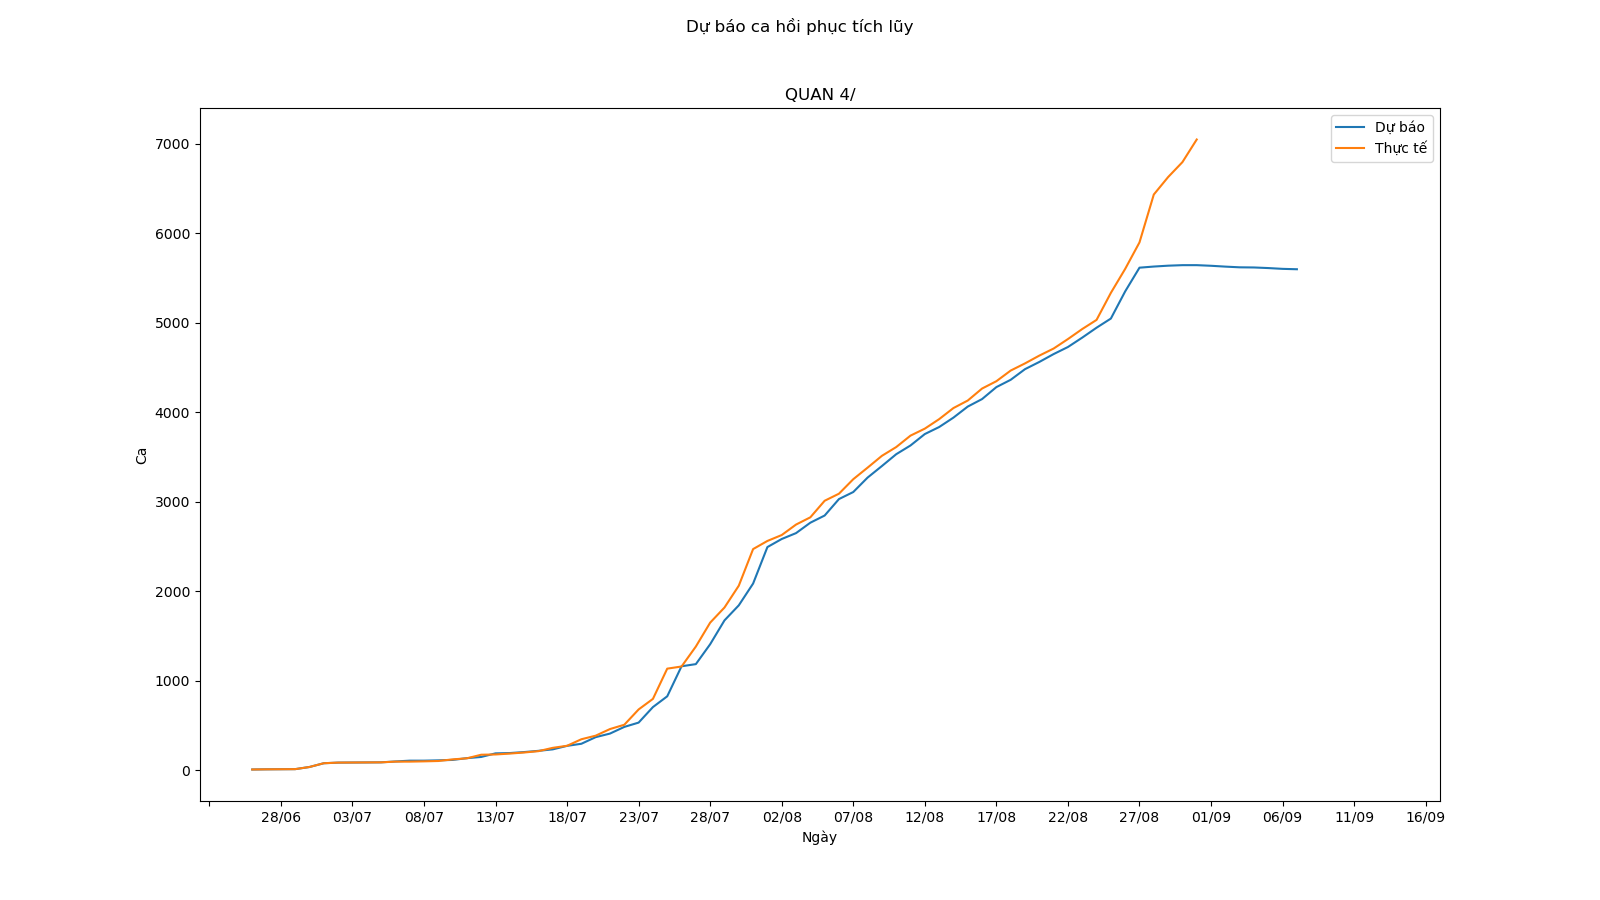 Dự báo ca hồi phục tích lũy
QUAN 4/
Dự báo
Thực tế
7000
6000
5000
4000
3000
2000
1000
0
Ca
28/06 03/07 08/07 13/07 18/07 23/07 28/07 02/08 07/08 12/08 17/08 22/08 27/08 01/09 06/09 11/09 16/09
Ngày